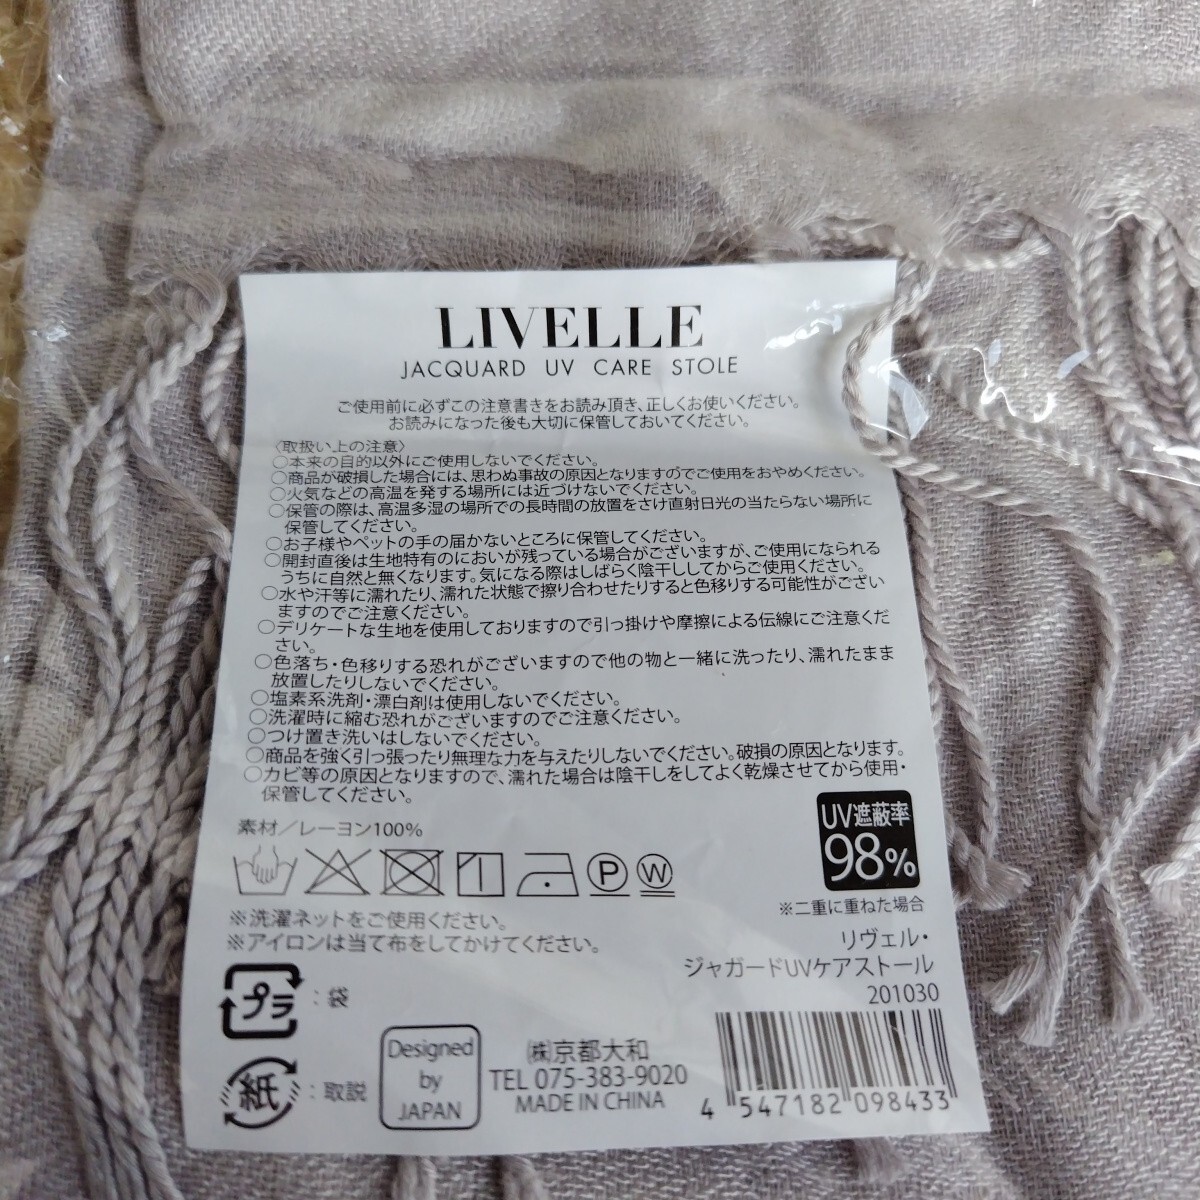 LIVELLE
JACQUARD UV CARE STOLE
ご使用前に必ずこの注意書きをお読み頂き、正しくお使いください。
お読みになった後も大切に保管しておいてください。
〈取扱い上の注意〉
○本来の目的以外にご使用しないでください。
○商品が破損した場合には、思わぬ事故の原因となりますのでご使用をおやめください。
○火気などの高温を発する場所には近づけないでください。
○保管の際は、高温多湿の場所での長時間の放置をさけ直射日光の当たらない場所に
保管してください。
○お子様やペットの手の届かないところに保管してください。
○開封直後は生地特有のにおいが残っている場合がございますが、ご使用になられる
うちに自然と無くなります。気になる際はしばらく陰干ししてからご使用ください。
○水や汗等に濡れたり、濡れた状態で擦り合わせたりすると色移りする可能性がござい
ますのでご注意ください。
○デリケートな生地を使用しておりますので引っ掛けや摩擦による伝線にご注意くだ
さい。
○色落ち・色移りする恐れがございますので他の物と一緒に洗ったり、濡れたまま
放置したりしないでください。
○塩素系洗剤・漂白剤は使用しないでください。
○洗濯時に縮む恐れがございますのでご注意ください。
○つけ置き洗いはしないでください。
○商品を強く引っ張ったり無理な力を与えたりしないでください。破損の原因となります。
○カビ等の原因となりますので、濡れた場合は陰干しをしてよく乾燥させてから使用・
保管してください。
素材/レーヨン100%
P W
※洗濯ネットをご使用ください。
※アイロンは当て布をしてかけてください。
UV遮蔽率
98%
※二重に重ねた場合
リヴェル・
ジャガードUVケアストール
201030
プラ :袋
紙 :取説
Designed
by
JAPAN
㈱京都大和
TEL 075-383-9020
MADE IN CHINA
4 547182 098433